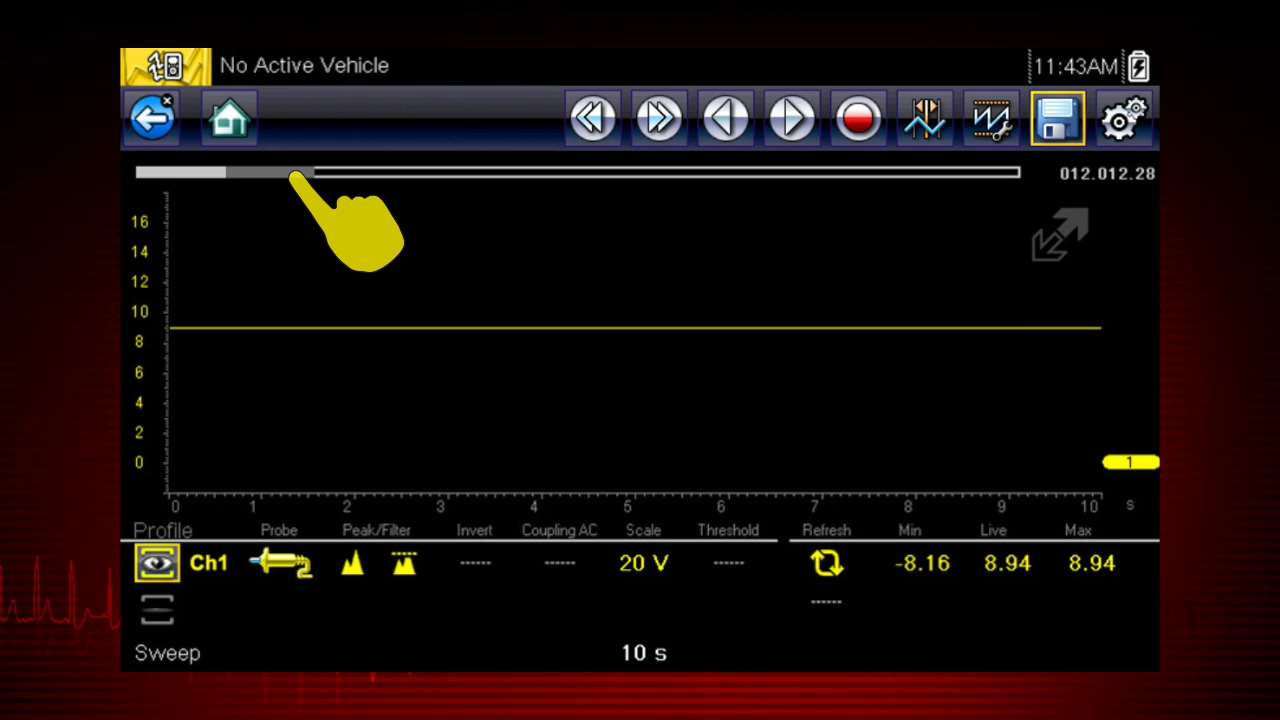 No Active Vehicle
11:43AM
012.012.28
16
14
12
10
8
6
4
2
0
1
0 1 2 3 4 5 6 7 8 9 10 s
Profile Probe Peak/Filter Invert Coupling AC Scale Threshold Refresh Min Live Max
Ch1 ------ ------ 20 V ------ -8.16 8.94 8.94
------
Sweep 10 s